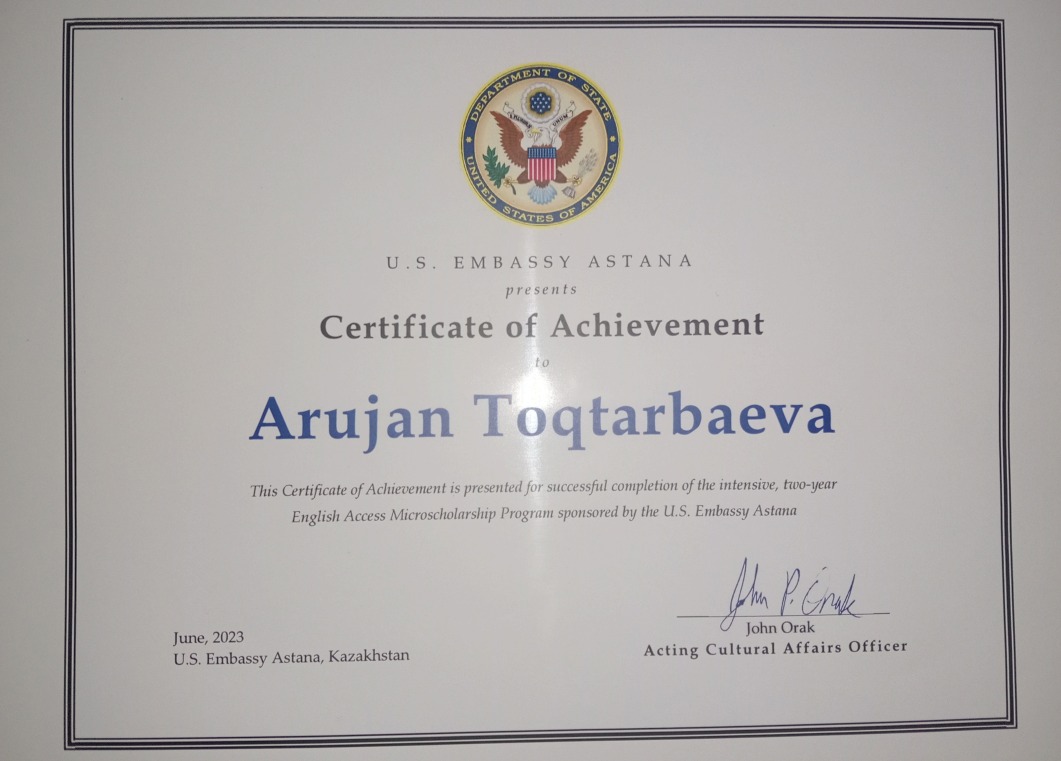 DEPARTMENT OF STATE
UNITED STATES OF AMERICA
U.S. EMBASSY ASTANA
presents
Certificate of Achievement
to
Arujan Toqtarbaeva
This Certificate of Achievement is presented for successful completion of the intensive, two-year
English Access Microscholarship Program sponsored by the U.S. Embassy Astana
John P. Orak
John Orak
Acting Cultural Affairs Officer
June, 2023
U.S. Embassy Astana, Kazakhstan